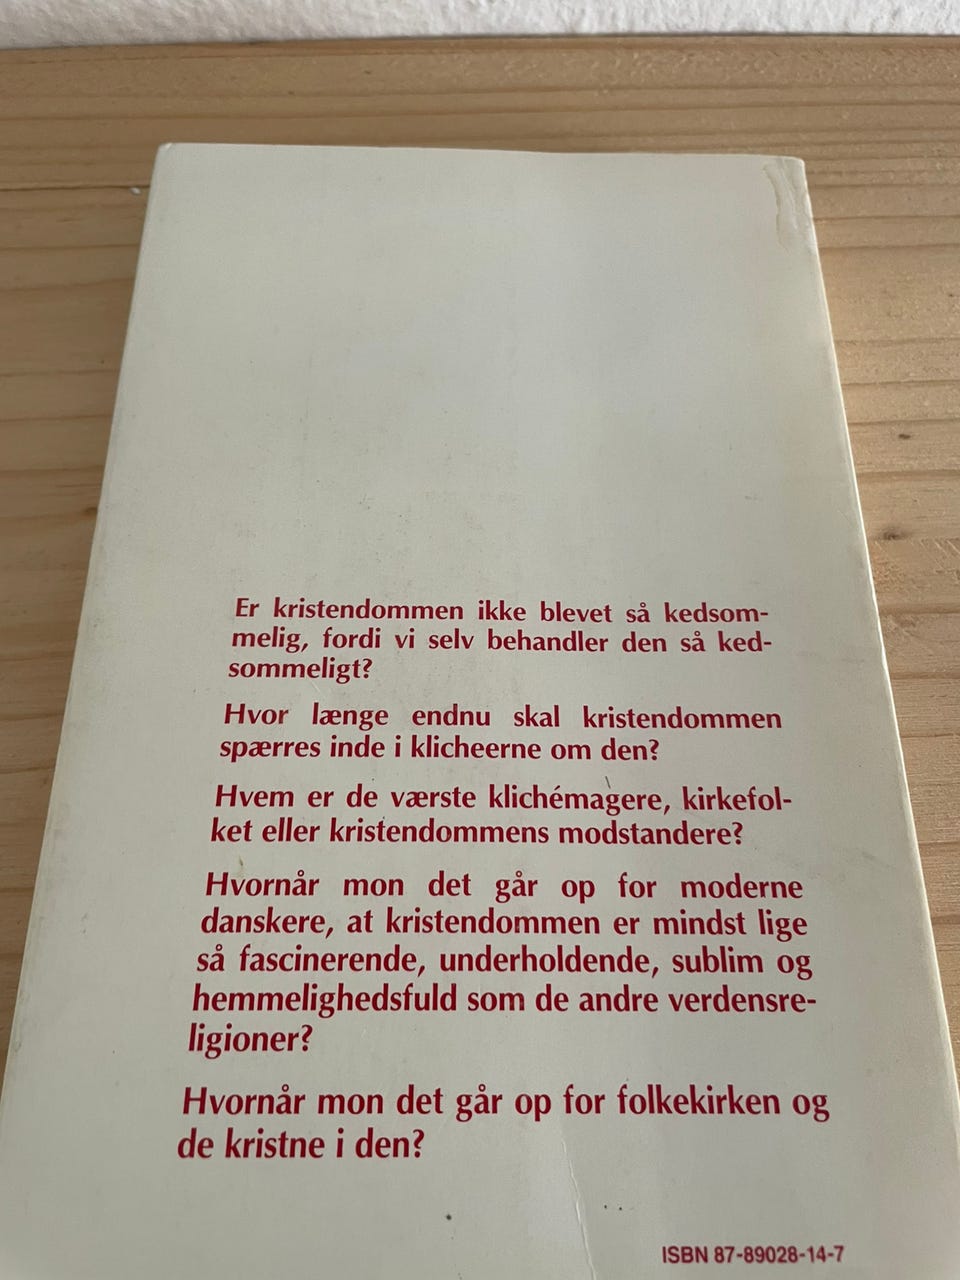 Er kristendommen ikke blevet så kedsom-
melig, fordi vi selv behandler den så ked-
sommeligt?
Hvor længe endnu skal kristendommen
spærres inde i klicheerne om den?
Hvem er de værste klichémagere, kirkefol-
ket eller kristendommens modstandere?
Hvornår mon det går op for moderne
danskere, at kristendommen er mindst lige
så fascinerende, underholdende, sublim og
hemmelighedsfuld som de andre verdensre-
ligioner?
Hvornår mon det går op for folkekirken og
de kristne i den?
ISBN 87-89028-14-7